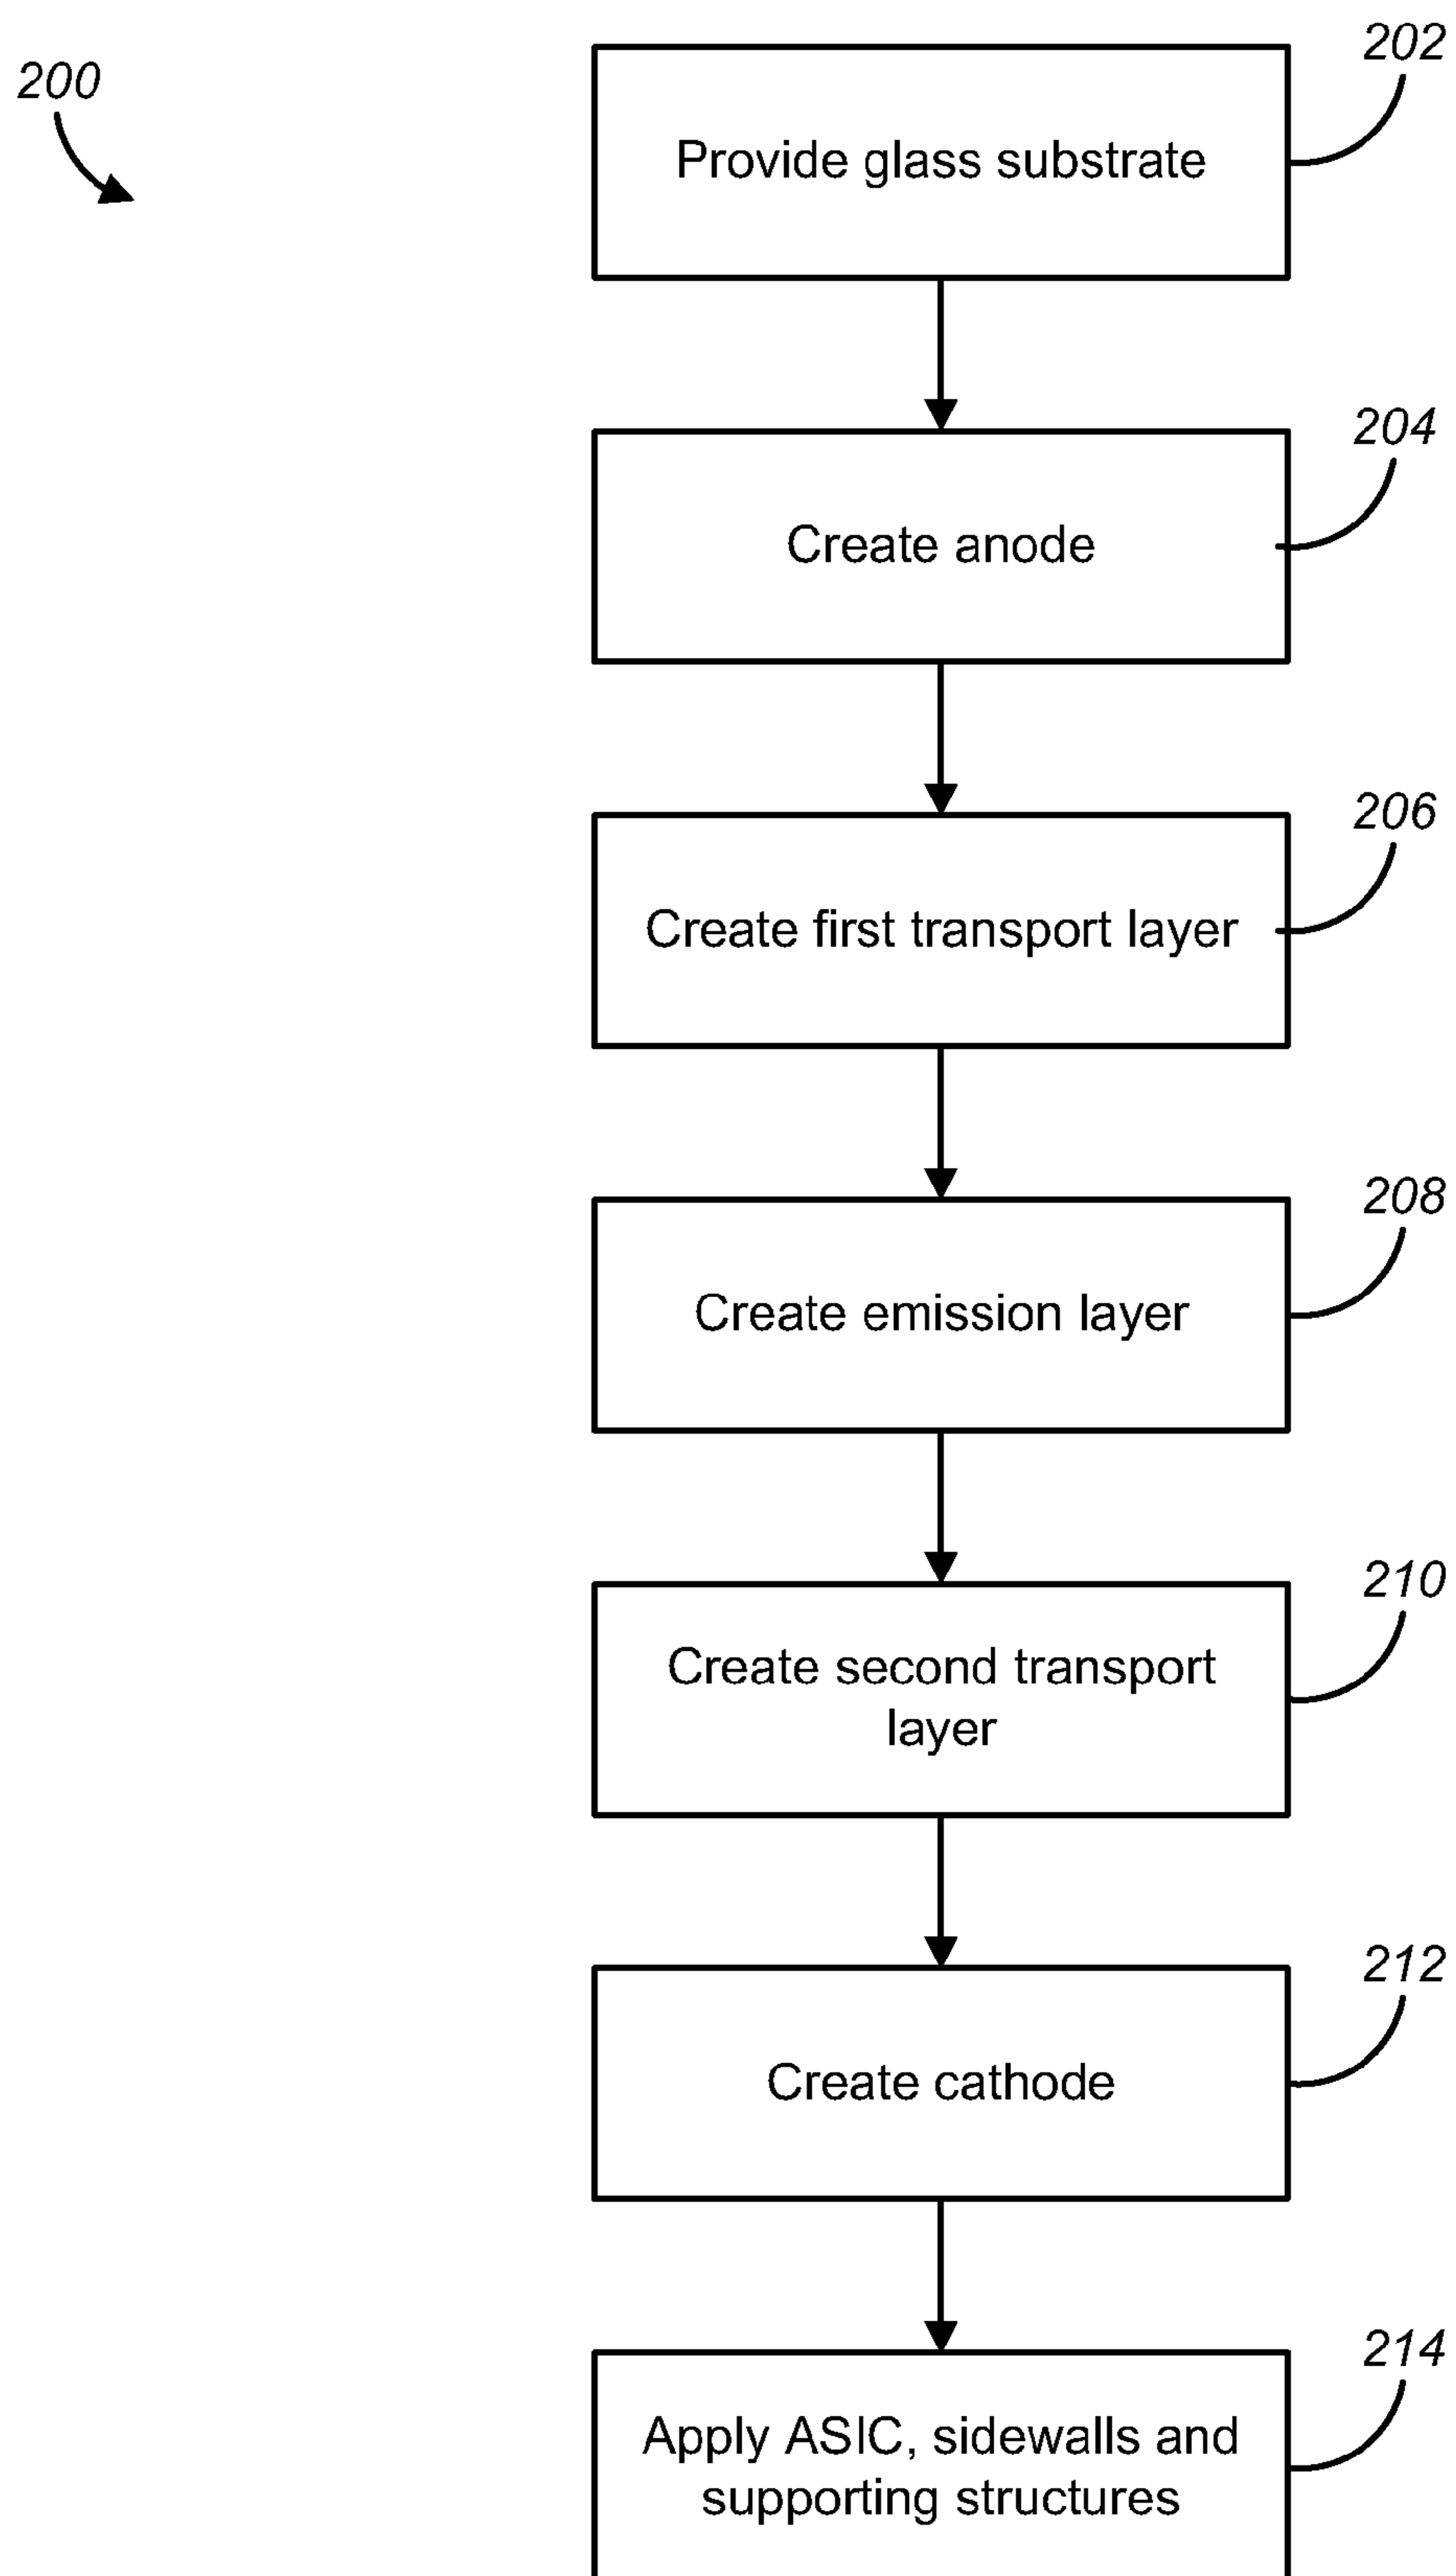 200
202
Provide glass substrate
204
Create anode
206
Create first transport layer
208
Create emission layer
210
Create second transport
layer
212
Create cathode
214
Apply ASIC, sidewalls and
supporting structures